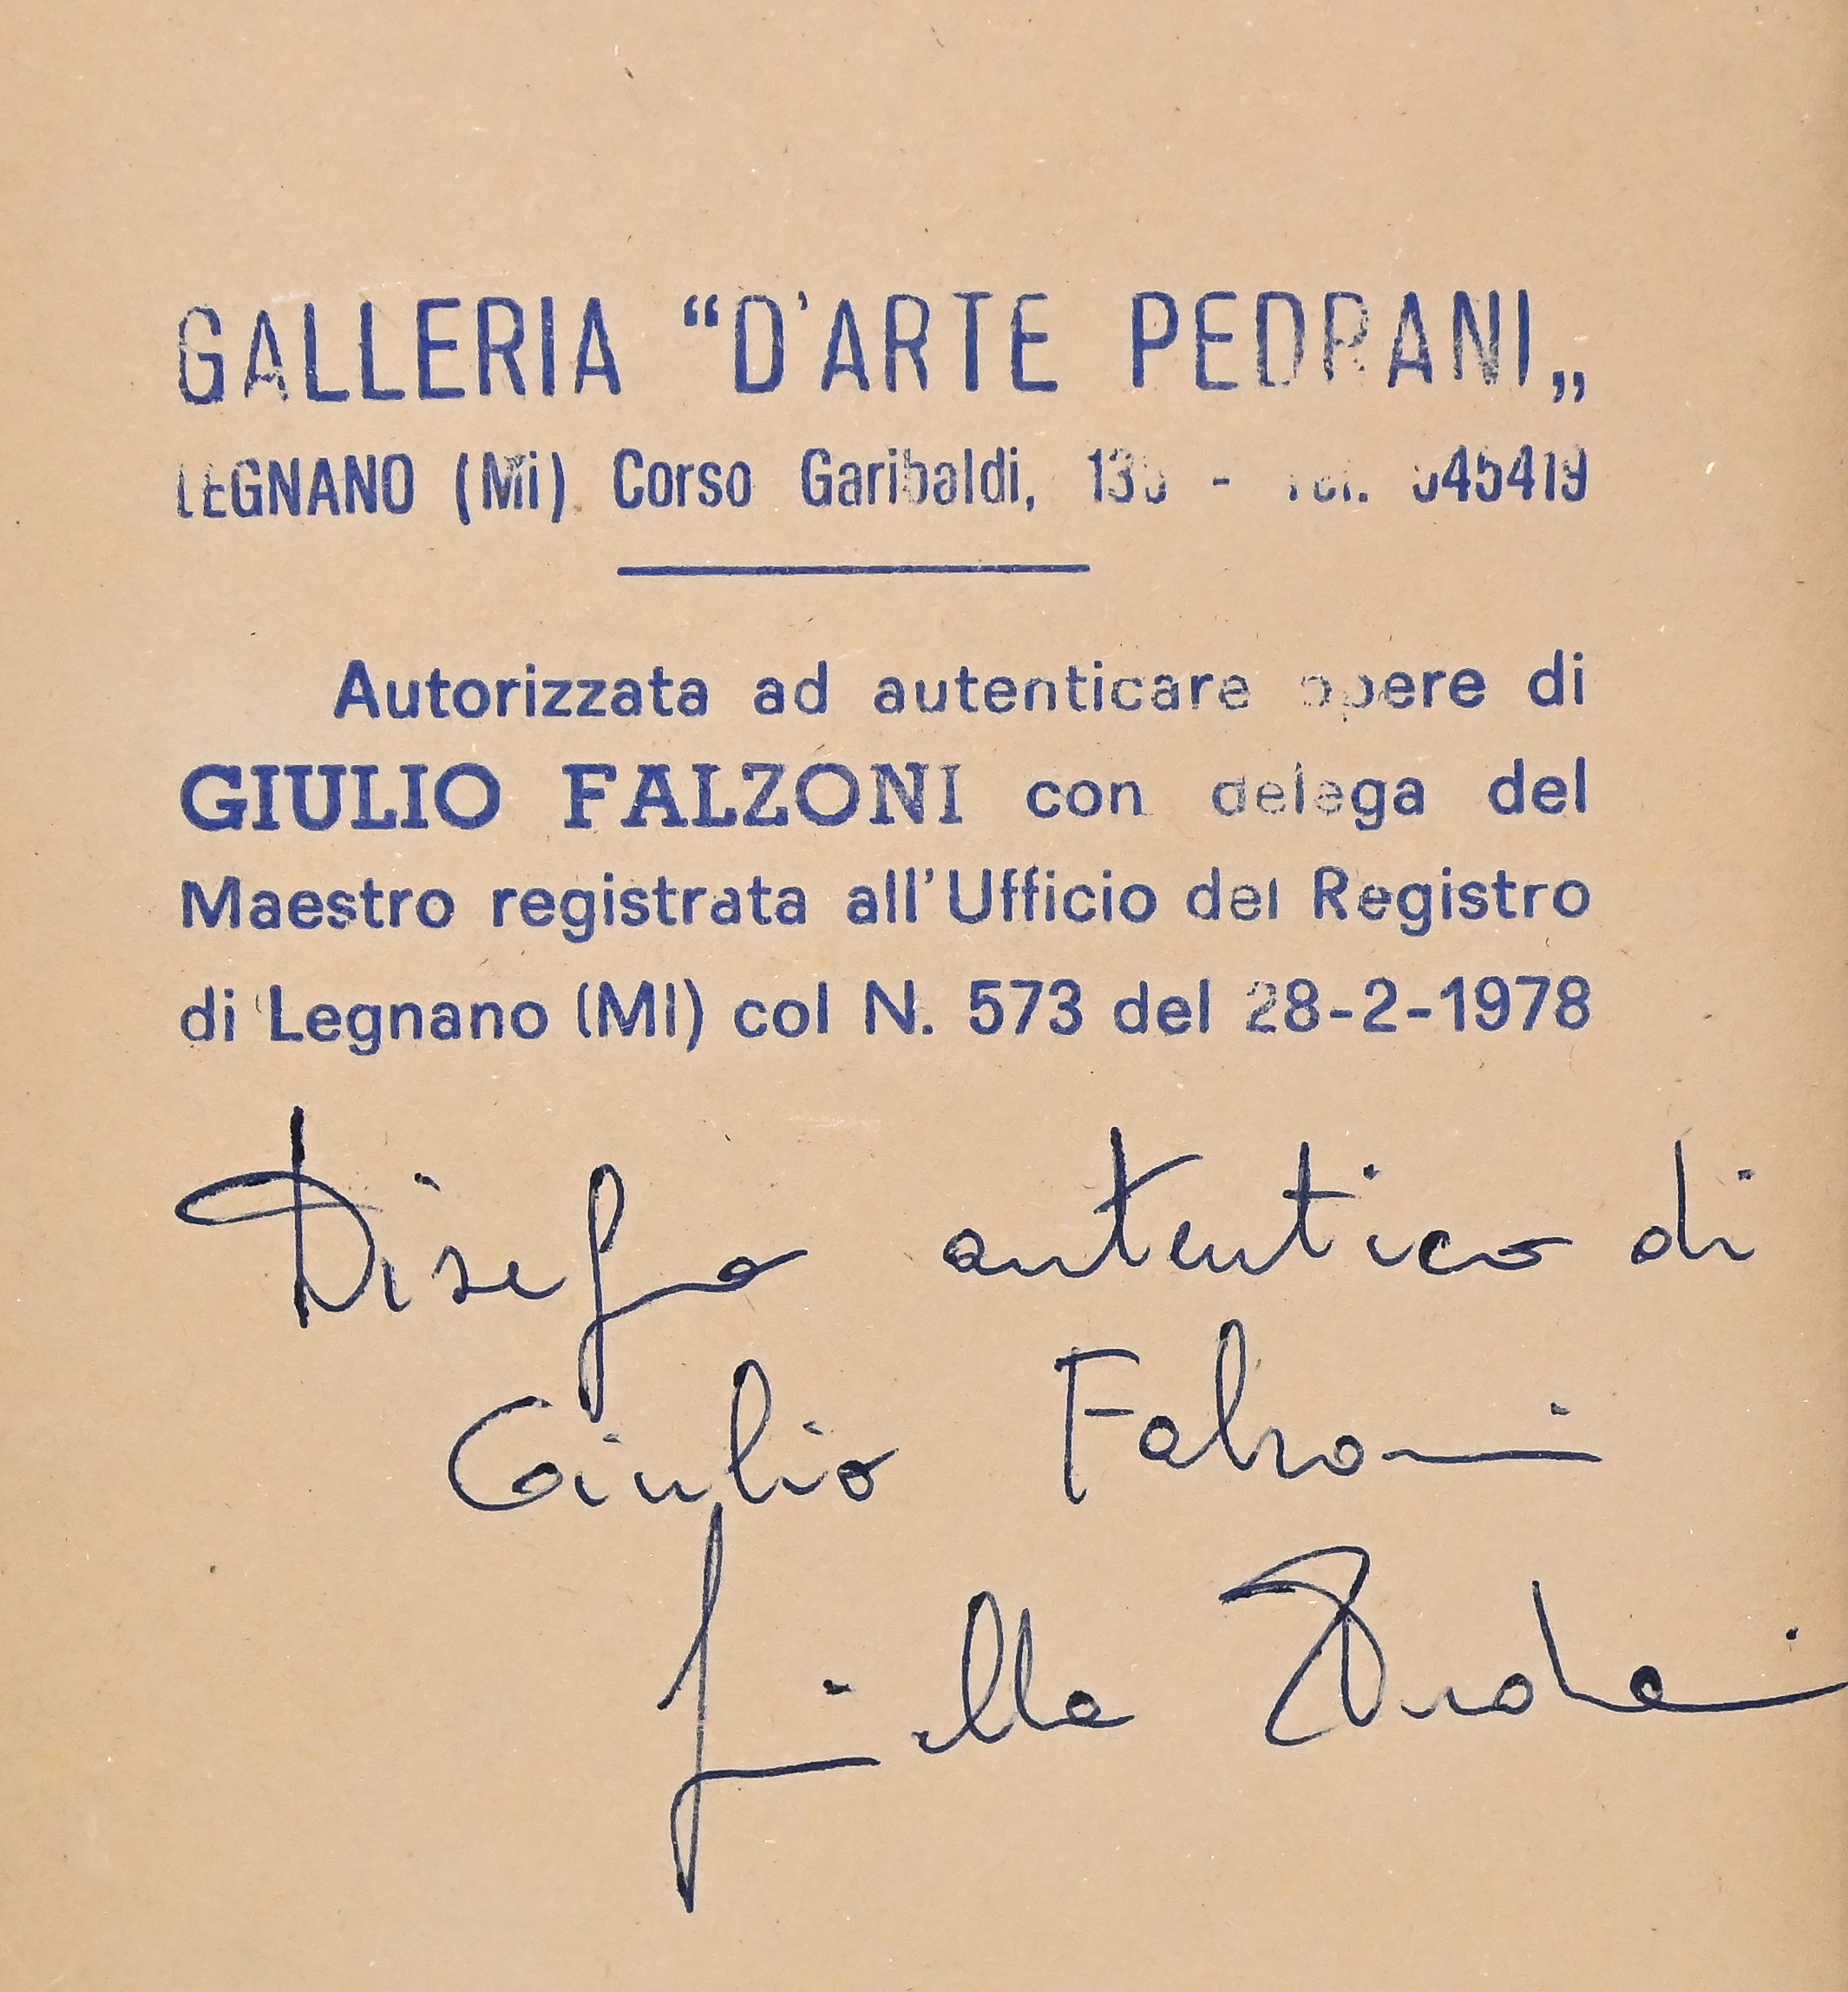 GALLERIA “D'ARTE PEDRANI„
LEGNANO (Mi) Corso Garibaldi, - Tel.
Autorizzata ad autenticare opere di
GIULIO FALZONI con delega del
Maestro registrata all'Ufficio del Registro
di Legnano (MI) col N. 573 del 28-2-1978
Disegno autentico di
Giulio Falzoni